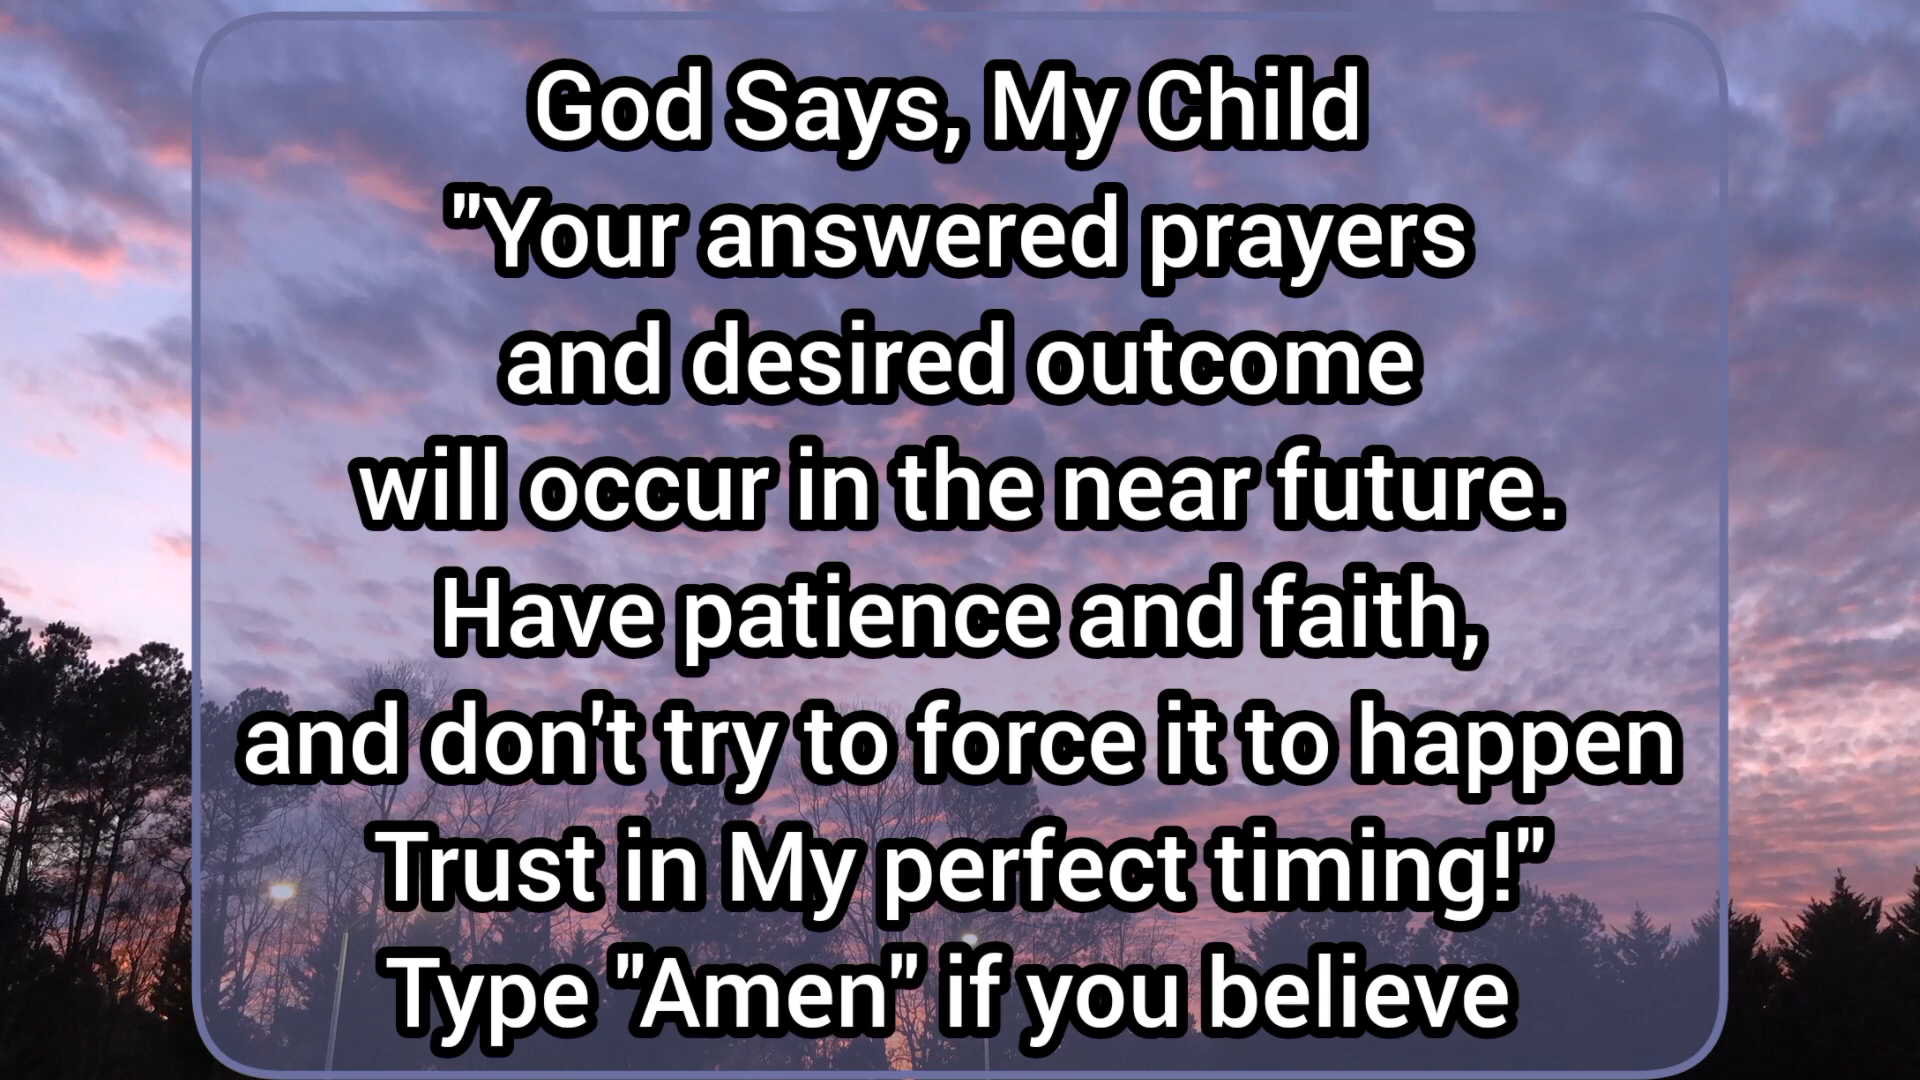 God Says, My Child
"Your answered prayers
and desired outcome
will occur in the near future.
Have patience and faith,
and don't try to force it to happen
Trust in My perfect timing!"
Type "Amen" if you believe